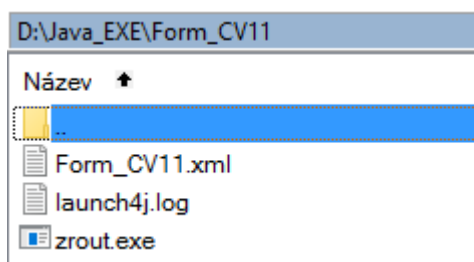 D:\Java_EXE\Form_CV11
Název
..
Form_CV11.xml
launch4j.log
zrout.exe